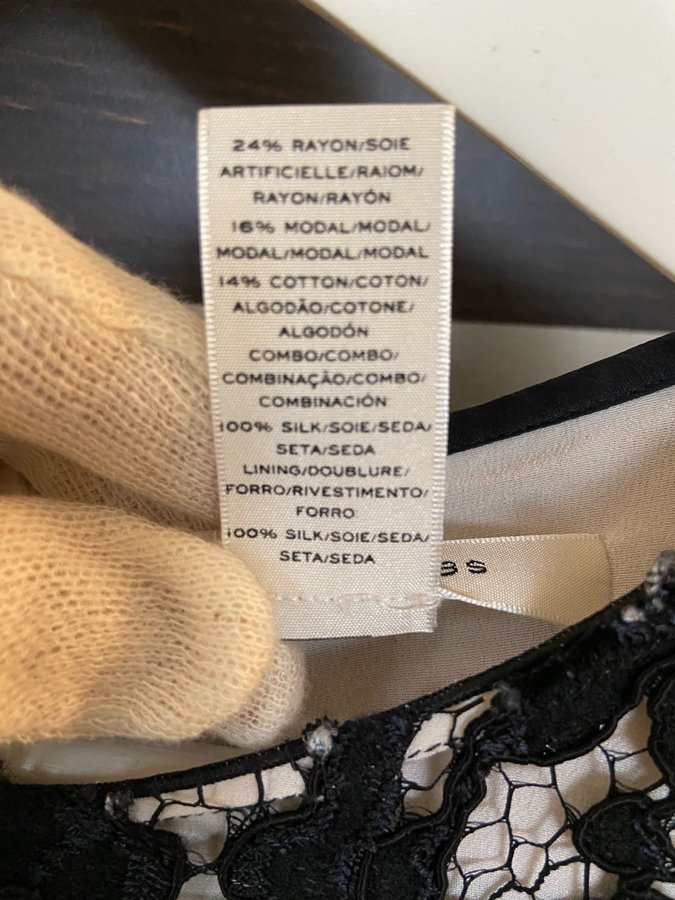 24% RAYON/SOIE
ARTIFICIELLE/RAIOM/
RAYON/RAYÓN
16% MODAL/MODAL/
MODAL/MODAL/MODAL
14% COTTON/COTON/
ALGODÃO/COTONE/
ALGODÓN
COMBO/COMBO/
COMBINAÇÃO/COMBO/
COMBINACIÓN
100% SILK/SOIE/SEDA/
SETA/SEDA
LINING/DOUBLURE/
FORRO/RIVESTIMENTO/
FORRO
100% SILK/SOIE/SEDA/
SETA/SEDA